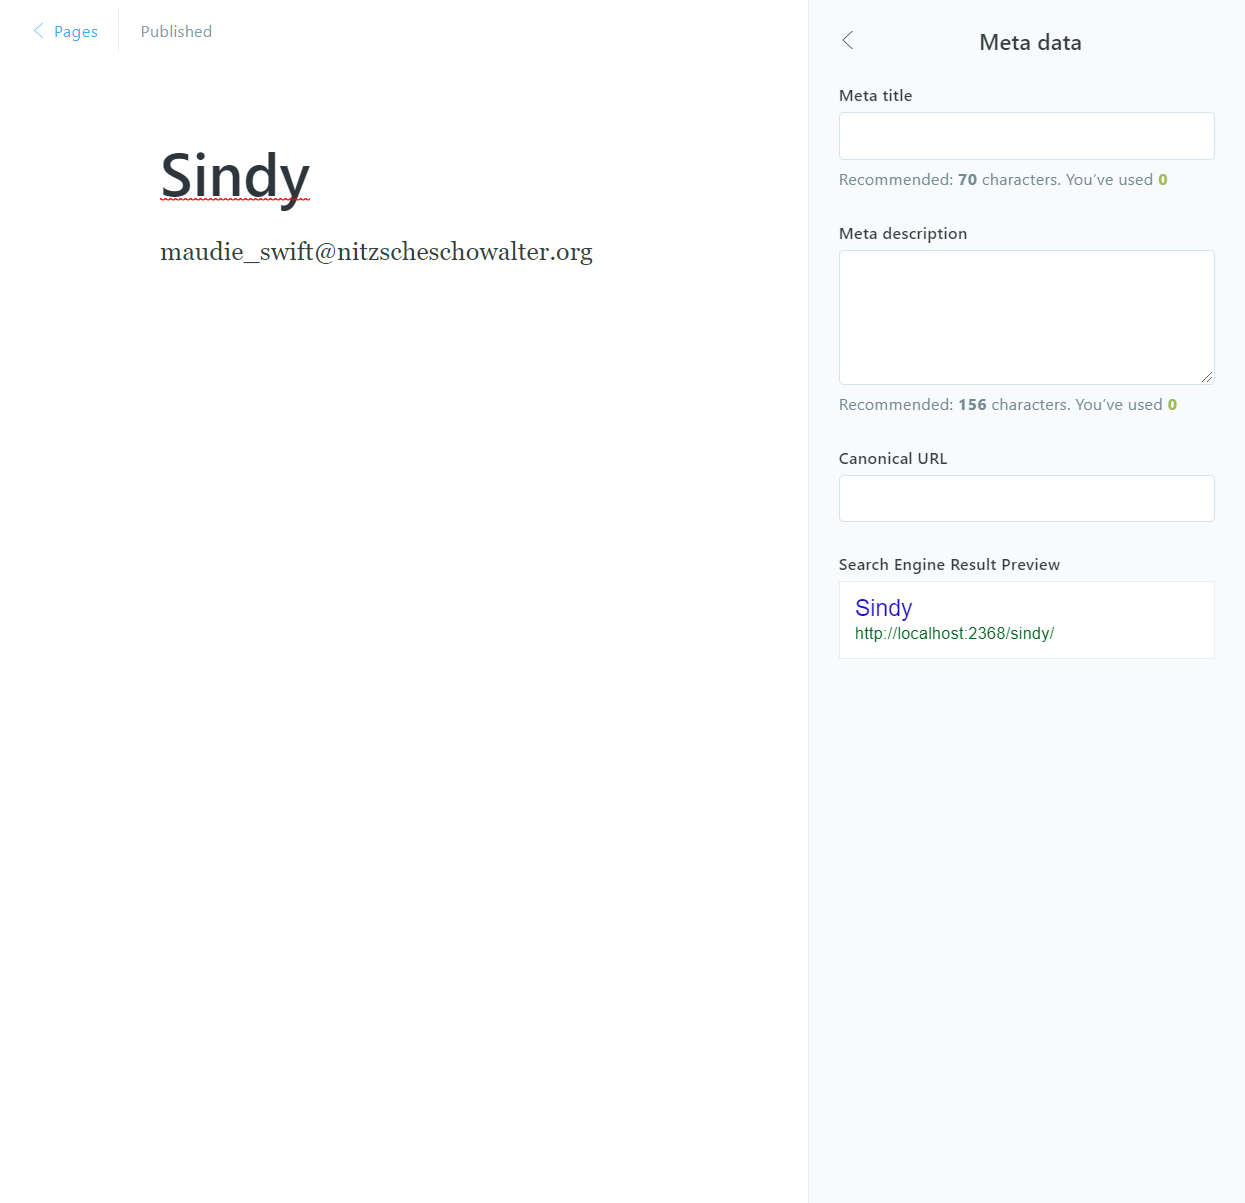 Pages
Published
Sindy
maudie_swift@nitzscheschowalter.org
Meta data
Meta title
Recommended: 70 characters. You’ve used 0
Meta description
Recommended: 156 characters. You’ve used 0
Canonical URL
Search Engine Result Preview
Sindy
http://localhost:2368/sindy/